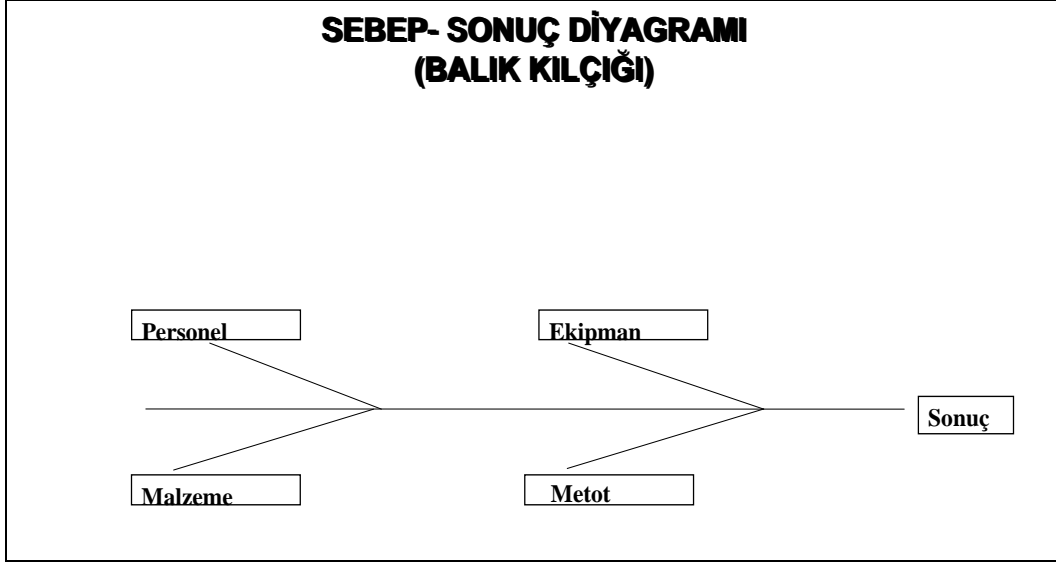 SEBEP- SONUÇ DİYAGRAMI
(BALIK KILÇIĞI)
Personel
Ekipman
Sonuç
Malzeme
Metot